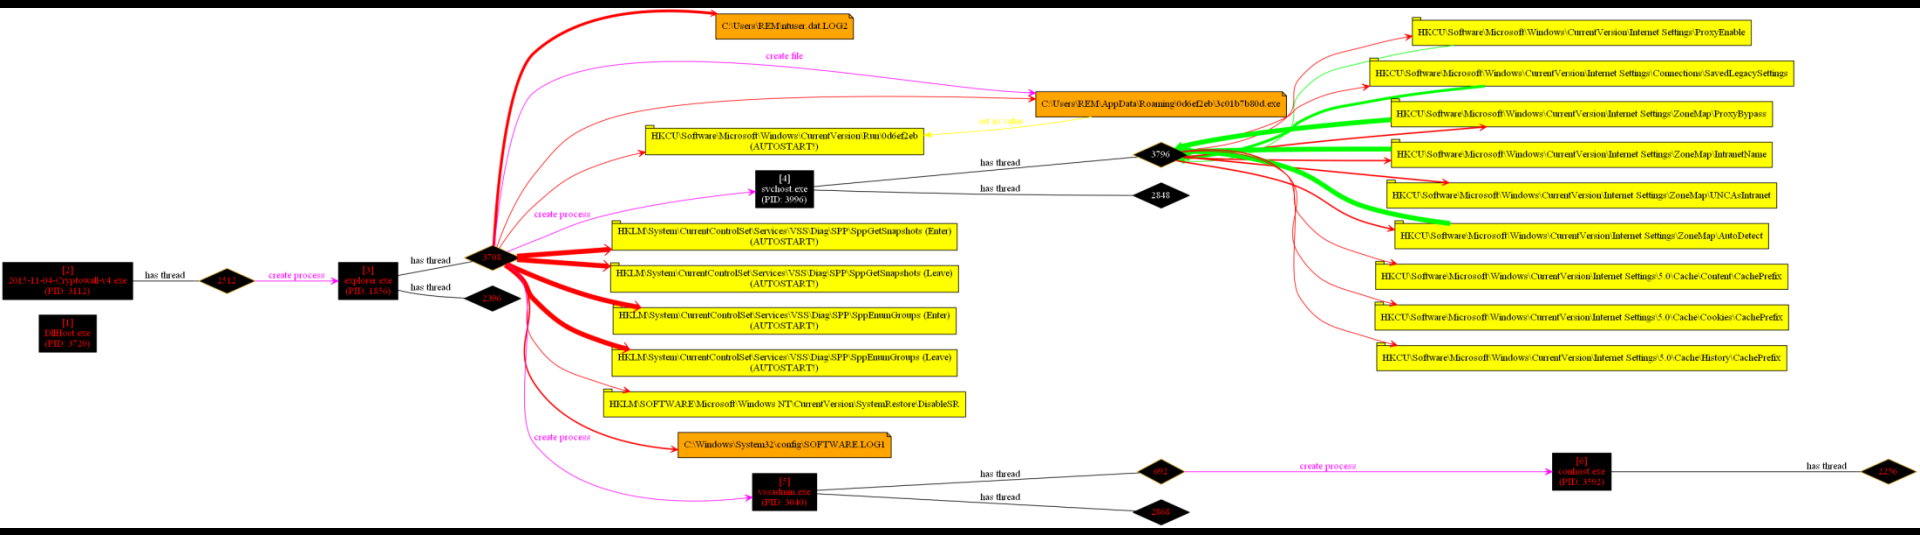 C:\Users\REM\ntuser.dat.LOG2
create file
C:\Users\REM\AppData\Roaming\0d6ef2eb\3c01b7b80d.exe
set as value
HKCU\Software\Microsoft\Windows\CurrentVersion\Run\0d6ef2eb
(AUTOSTART!)
HKCU\Software\Microsoft\Windows\CurrentVersion\Internet Settings\ProxyEnable
HKCU\Software\Microsoft\Windows\CurrentVersion\Internet Settings\Connections\SavedLegacySettings
HKCU\Software\Microsoft\Windows\CurrentVersion\Internet Settings\ZoneMap\ProxyBypass
HKCU\Software\Microsoft\Windows\CurrentVersion\Internet Settings\ZoneMap\IntranetName
HKCU\Software\Microsoft\Windows\CurrentVersion\Internet Settings\ZoneMap\UNCAsIntranet
HKCU\Software\Microsoft\Windows\CurrentVersion\Internet Settings\ZoneMap\AutoDetect
HKCU\Software\Microsoft\Windows\CurrentVersion\Internet Settings\5.0\Cache\Content\CachePrefix
HKCU\Software\Microsoft\Windows\CurrentVersion\Internet Settings\5.0\Cache\Cookies\CachePrefix
HKCU\Software\Microsoft\Windows\CurrentVersion\Internet Settings\5.0\Cache\History\CachePrefix
has thread
3796
[4]
svchost.exe
(PID: 3996)
has thread
2848
create process
HKLM\System\CurrentControlSet\Services\VSS\Diag\SPP\SppGetSnapshots (Enter)
(AUTOSTART!)
HKLM\System\CurrentControlSet\Services\VSS\Diag\SPP\SppGetSnapshots (Leave)
(AUTOSTART!)
HKLM\System\CurrentControlSet\Services\VSS\Diag\SPP\SppEnumGroups (Enter)
(AUTOSTART!)
HKLM\System\CurrentControlSet\Services\VSS\Diag\SPP\SppEnumGroups (Leave)
(AUTOSTART!)
HKLM\SOFTWARE\Microsoft\Windows NT\CurrentVersion\SystemRestore\DisableSR
C:\Windows\System32\config\SOFTWARE.LOG1
[2]
2015-11-04-Cryptowall-v4.exe
(PID: 3112)
has thread
2512
create process
[3]
explorer.exe
(PID: 1856)
has thread
3708
has thread
2396
[1]
DllHost.exe
(PID: 3720)
create process
[5]
vssadmin.exe
(PID: 3040)
has thread
692
create process
[6]
conhost.exe
(PID: 3592)
has thread
2256
has thread
2868